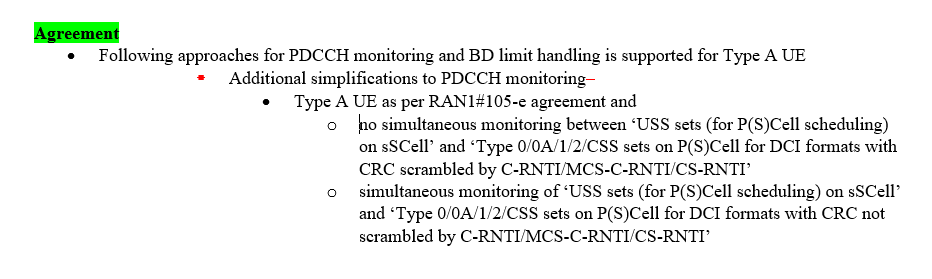 Agreement
• Following approaches for PDCCH monitoring and BD limit handling is supported for Type A UE
• Additional simplifications to PDCCH monitoring–
• Type A UE as per RAN1#105-e agreement and
o no simultaneous monitoring between ‘USS sets (for P(S)Cell scheduling)
on sSCell’ and ‘Type 0/0A/1/2/CSS sets on P(S)Cell for DCI formats with
CRC scrambled by C-RNTI/MCS-C-RNTI/CS-RNTI’
o simultaneous monitoring of ‘USS sets (for P(S)Cell scheduling) on sSCell’
and ‘Type 0/0A/1/2/CSS sets on P(S)Cell for DCI formats with CRC not
scrambled by C-RNTI/MCS-C-RNTI/CS-RNTI’